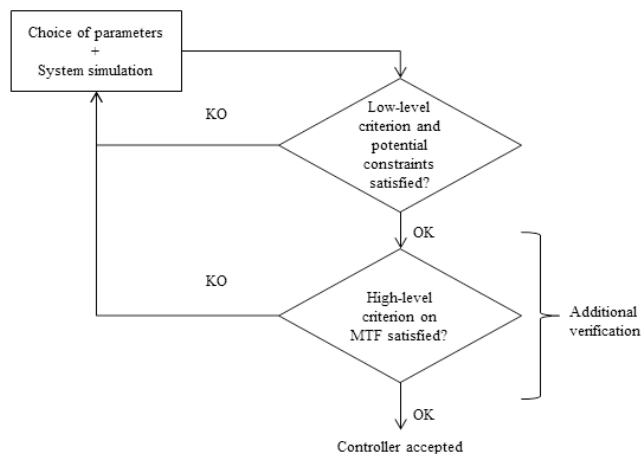 Choice of parameters
+
System simulation
KO
Low-level
criterion and
potential
constraints
satisfied?
OK
KO
High-level
criterion on
MTF satisfied?
Additional
verification
OK
Controller accepted